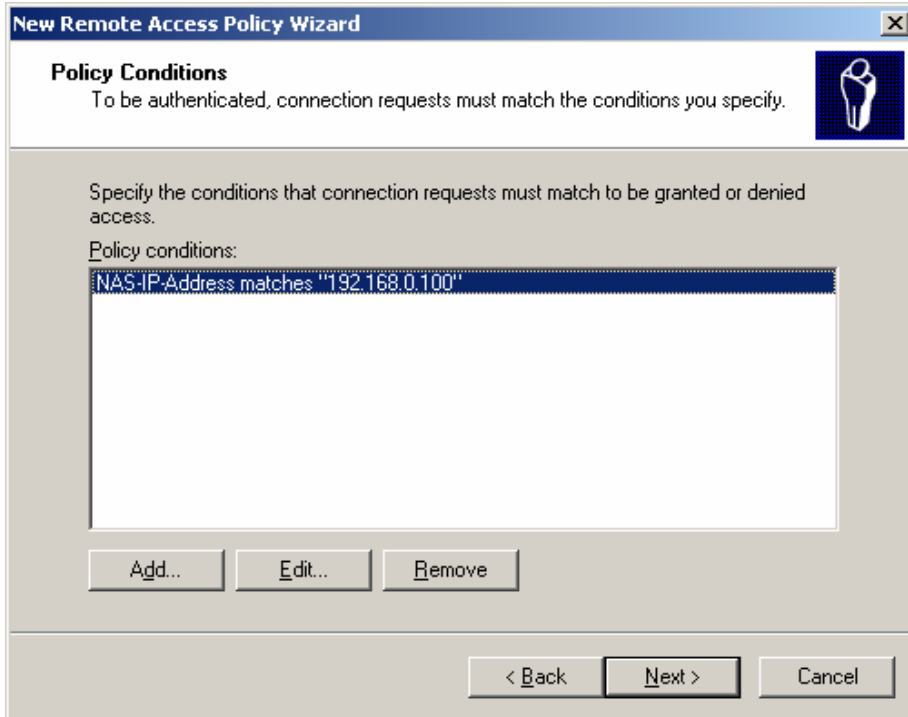 New Remote Access Policy Wizard
Policy Conditions
To be authenticated, connection requests must match the conditions you specify.
Specify the conditions that connection requests must match to be granted or denied
access.
Policy conditions:
NAS-IP-Address matches "192.168.0.100"
Add... Edit... Remove
< Back Next > Cancel